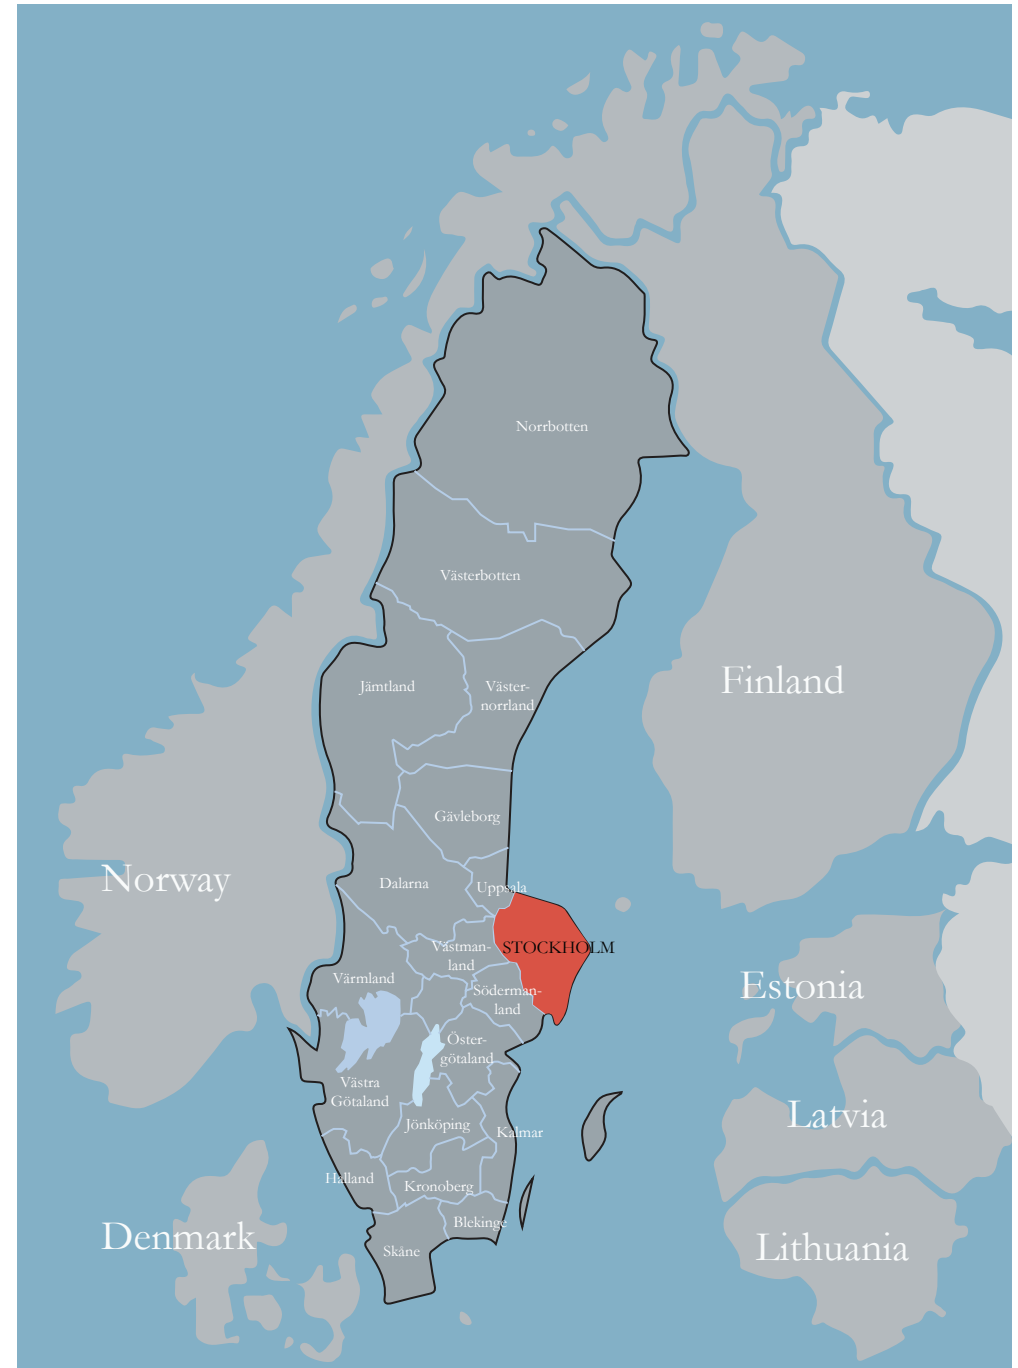 Norrbotten
Västerbotten
Jämtland
Väster-
norrland
Finland
Gävleborg
Norway
Dalarna
Uppsala
STOCKHOLM
Västman-
land
Värmland
Söderman-
land
Estonia
Öster-
götaland
Västra
Götaland
Latvia
Jönköping
Kalmar
Halland
Kronoberg
Blekinge
Denmark
Skåne
Lithuania